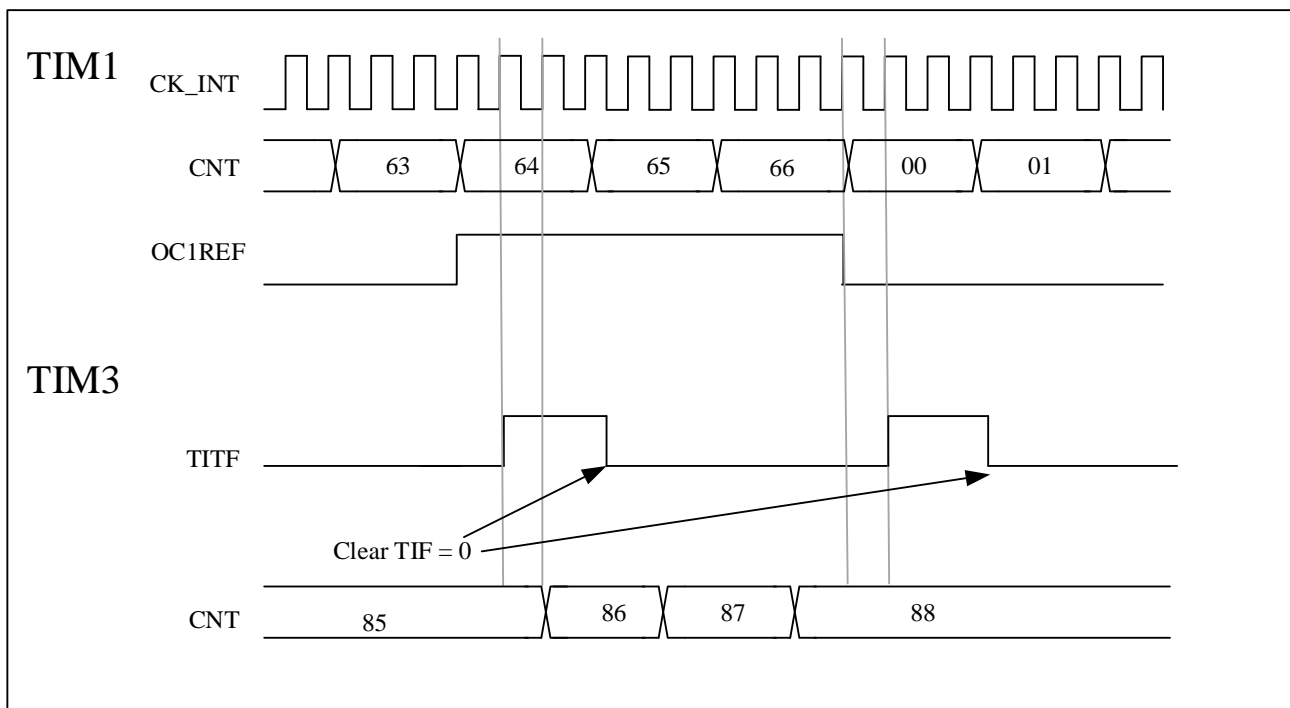 TIM1
CK_INT
CNT
63 64 65 66 00 01
OC1REF
TIM3
TITF
Clear TIF = 0
CNT
85 86 87 88